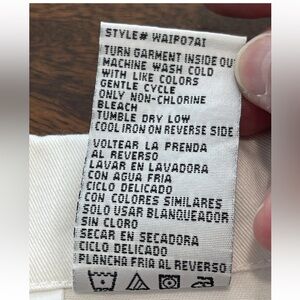 STYLE# WAIP07AI
TURN GARMENT INSIDE OU
MACHINE WASH COLD
WITH LIKE COLORS
GENTLE CYCLE
ONLY NON-CHLORINE
BLEACH
TUMBLE DRY LOW
COOL IRON ON REVERSE SIDE
VOLTEAR LA PRENDA
AL REVERSO
LAVAR EN LAVADORA
CON AGUA FRIA
CICLO DELICADO
CON COLORES SIMILARES
SOLO USAR BLANQUEADOR
SIN CLORO
SECAR EN SECADORA
CICLO DELICADO
PLANCHA FRIA AL REVERSO